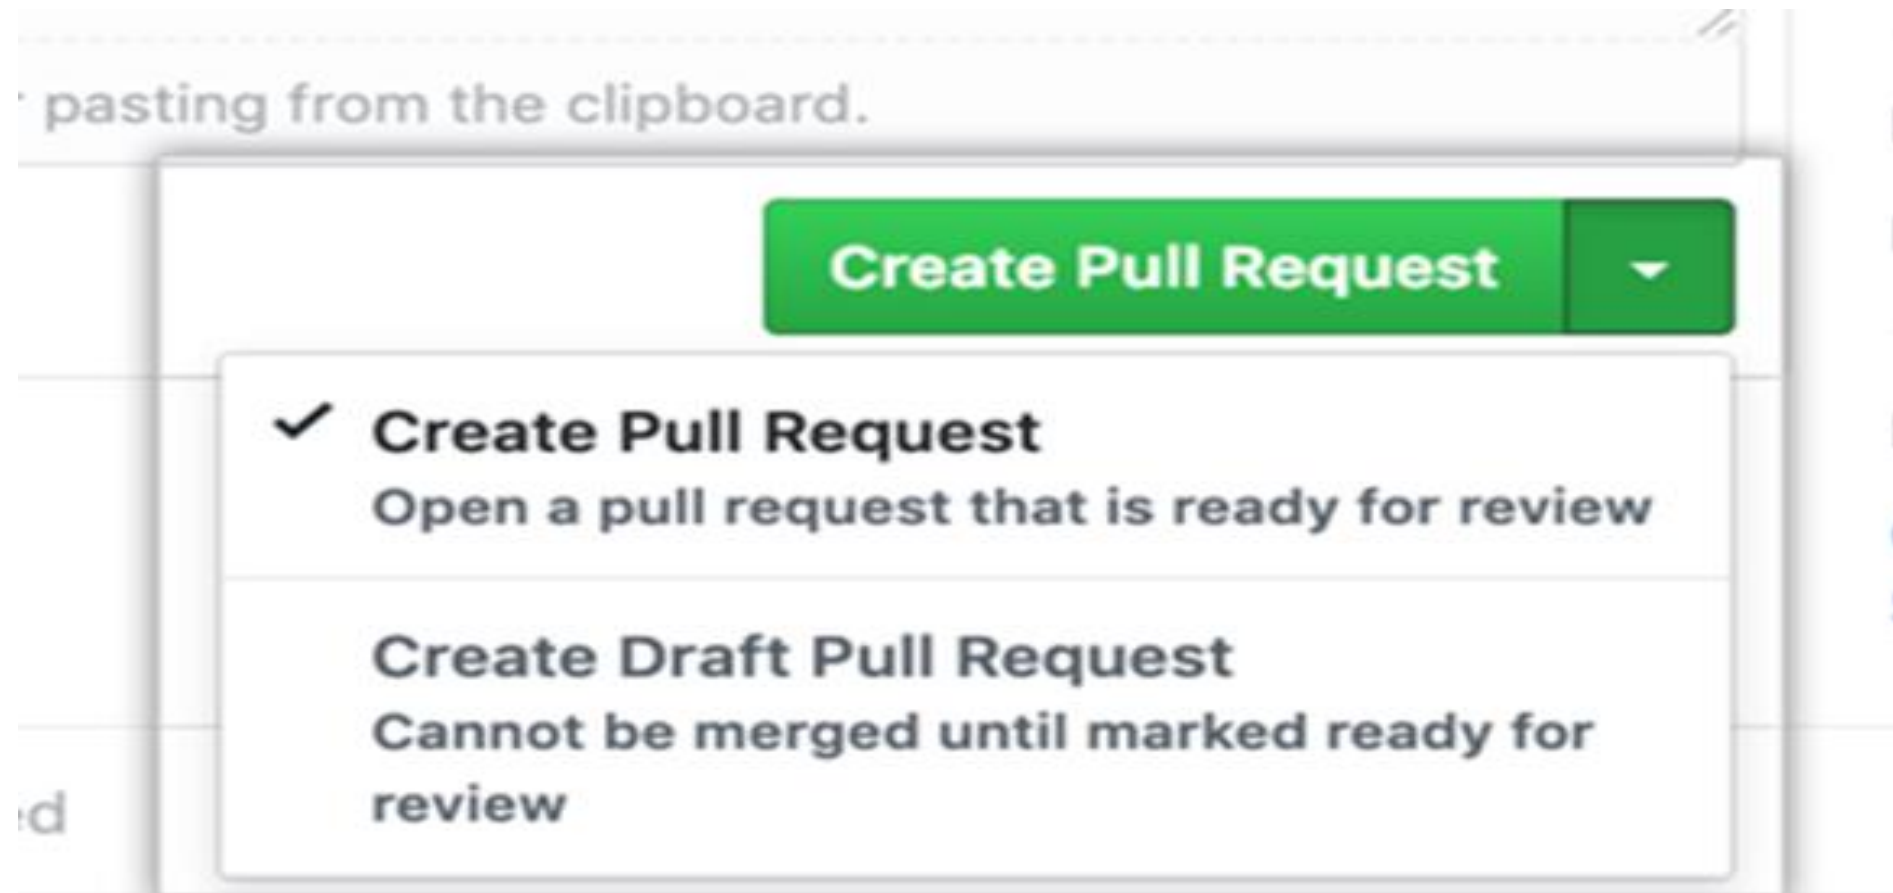 pasting from the clipboard.
Create Pull Request
Create Pull Request
Open a pull request that is ready for review
Create Draft Pull Request
Cannot be merged until marked ready for
review